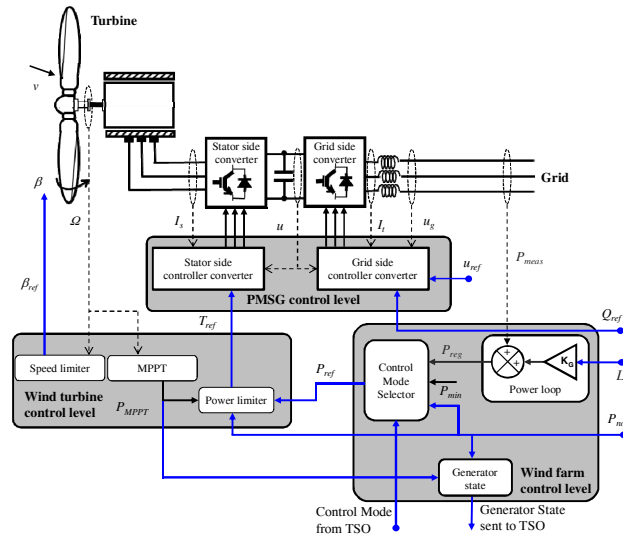 Turbine
v
Stator side
converter
Grid side
converter
Grid
β
Ω
I_s
u
I_t
u_g
P_meas
Stator side
controller converter
Grid side
controller converter
u_ref
PMSG control level
β_ref
T_ref
Q_ref
Speed limiter
MPPT
Wind turbine
control level
P_MPPT
Power limiter
P_ref
Control
Mode
Selector
P_reg
P_min
K_G
Power loop
Generator
state
Wind farm
control level
Control Mode
from TSO
Generator State
sent to TSO